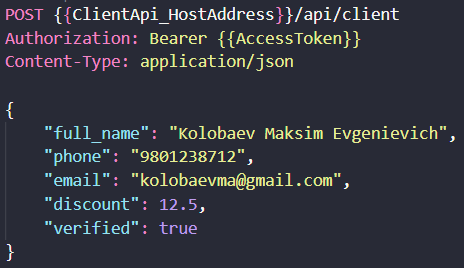 POST {{ClientApi_HostAddress}}/api/client
Authorization: Bearer {{AccessToken}}
Content-Type: application/json

{
    "full_name": "Kolobaev Maksim Evgenievich",
    "phone": "9801238712",
    "email": "kolobaevma@gmail.com",
    "discount": 12.5,
    "verified": true
}